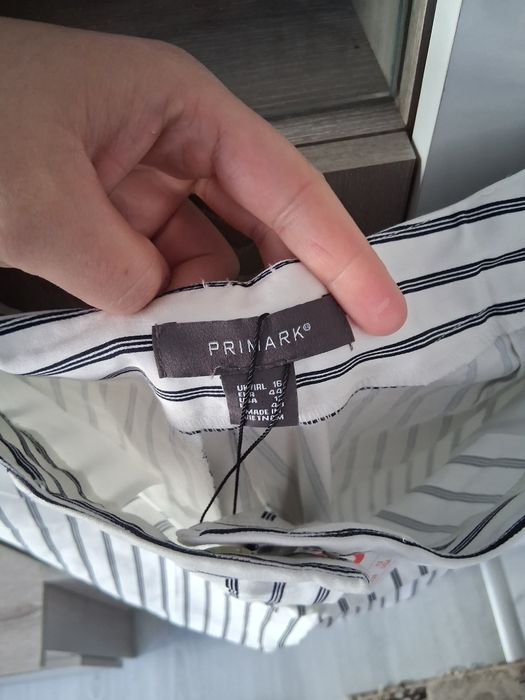 PRIMARK®
UK/IRL 16
EUR 44
USA 12
MADE IN
VIETNAM